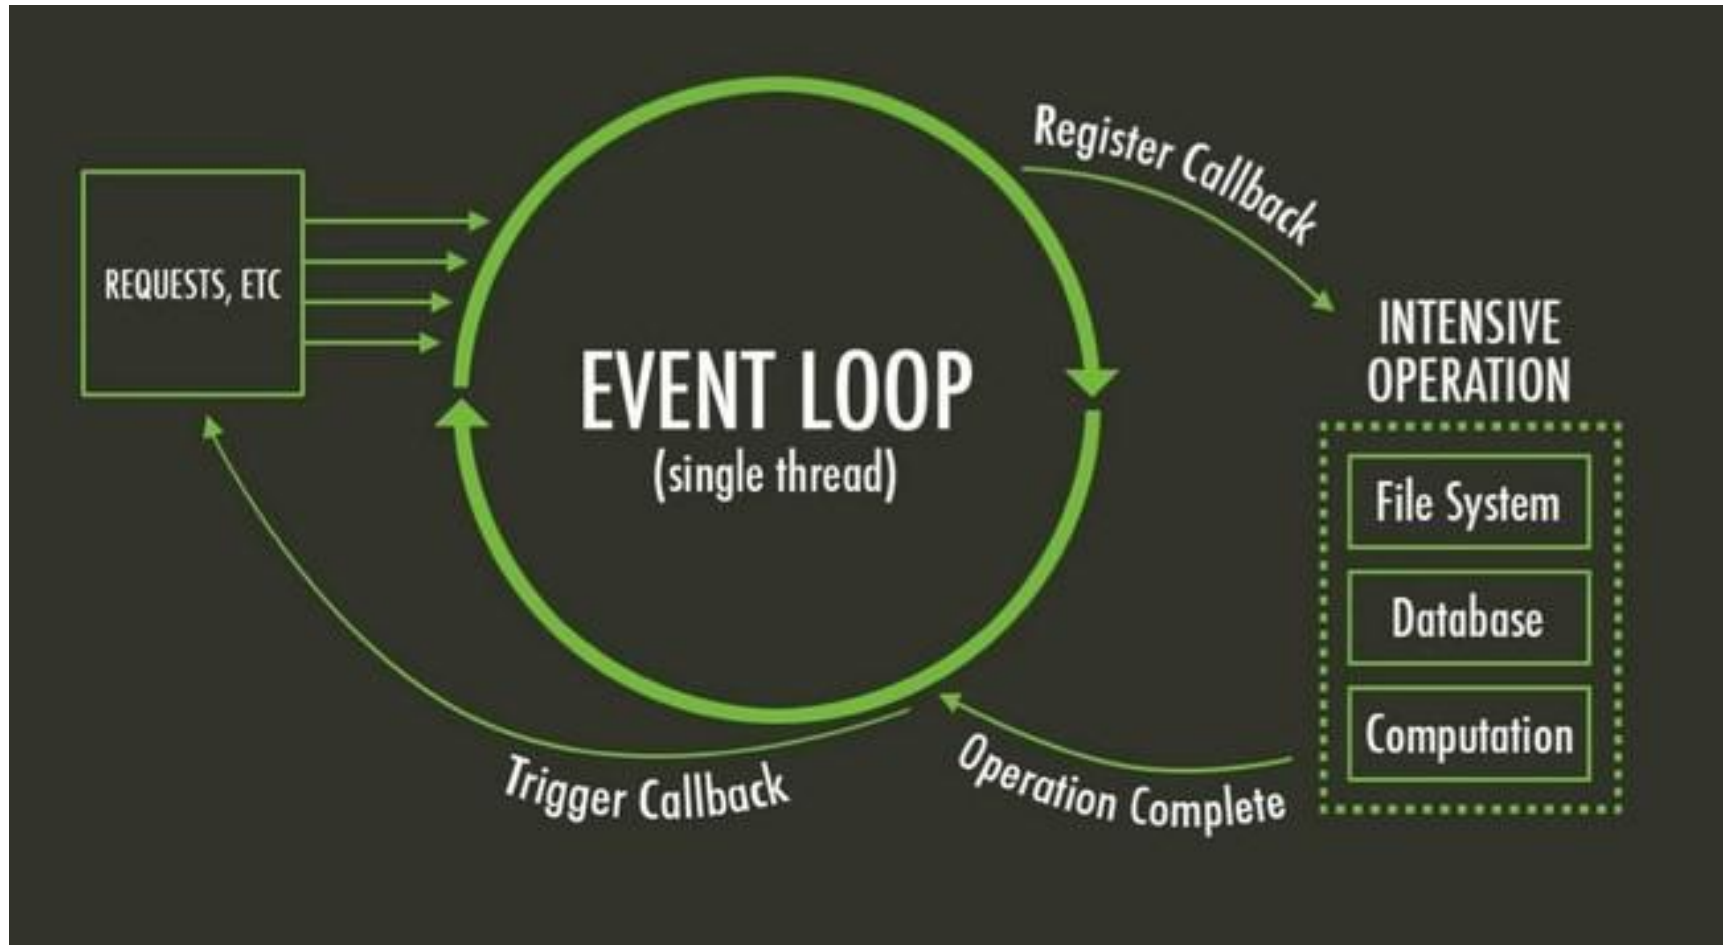 REQUESTS, ETC
EVENT LOOP
(single thread)
Register Callback
INTENSIVE
OPERATION
File System
Database
Computation
Operation Complete
Trigger Callback